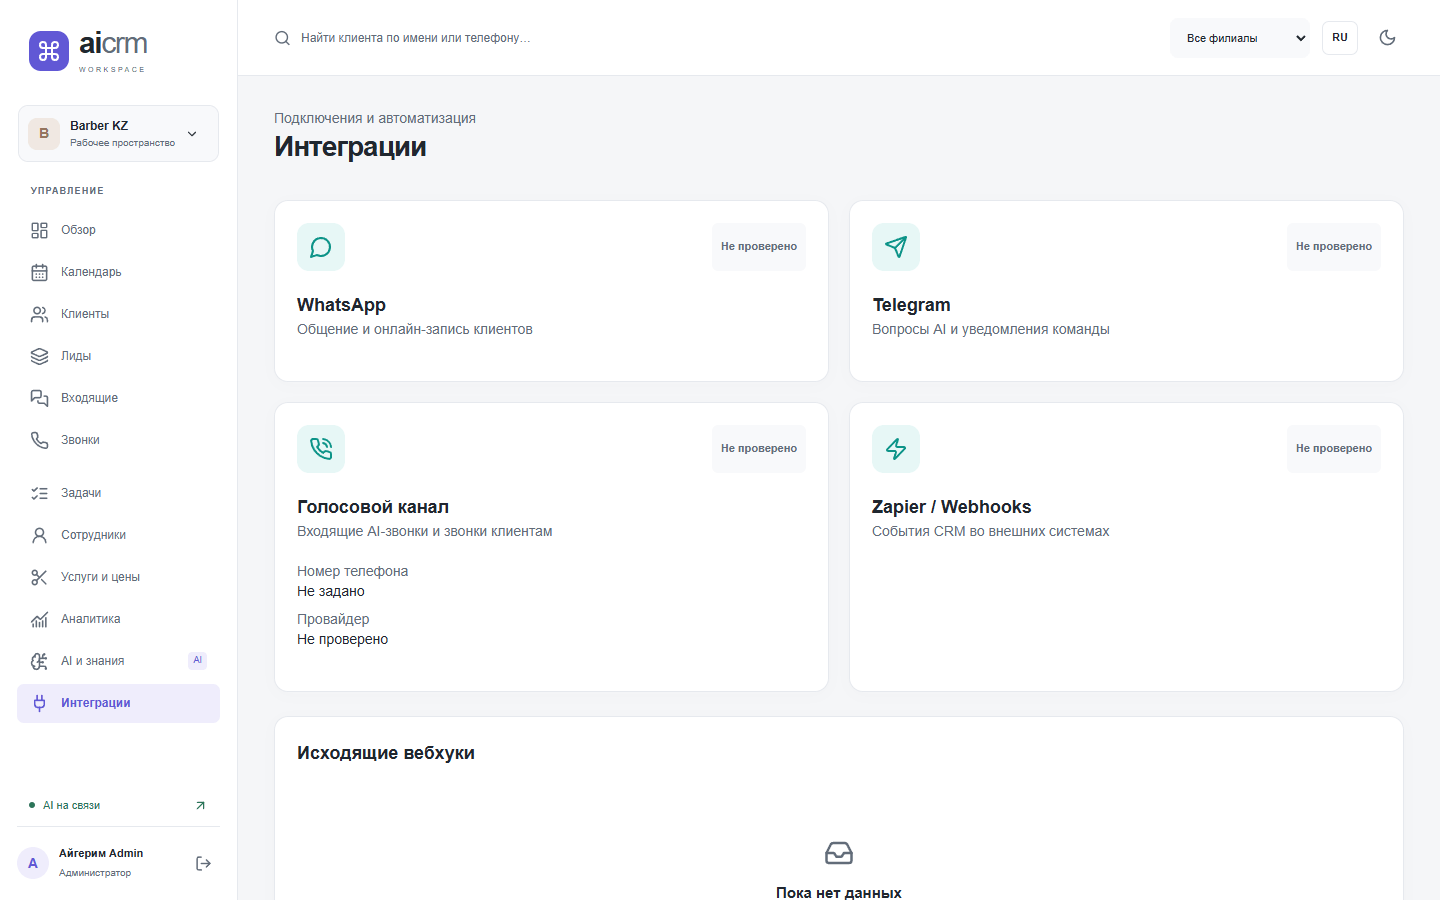 aicrm
WORKSPACE
Найти клиента по имени или телефону...
Все филиалы
RU
B
Barber KZ
Рабочее пространство
УПРАВЛЕНИЕ
Обзор
Календарь
Клиенты
Лиды
Входящие
Звонки
Задачи
Сотрудники
Услуги и цены
Аналитика
AI и знания
AI
Интеграции
AI на связи
A
Айгерим Admin
Администратор
Подключения и автоматизация
Интеграции
Не проверено
WhatsApp
Общение и онлайн-запись клиентов
Не проверено
Telegram
Вопросы AI и уведомления команды
Не проверено
Голосовой канал
Входящие AI-звонки и звонки клиентам
Номер телефона
Не задано
Провайдер
Не проверено
Не проверено
Zapier / Webhooks
События CRM во внешних системах
Исходящие вебхуки
Пока нет данных